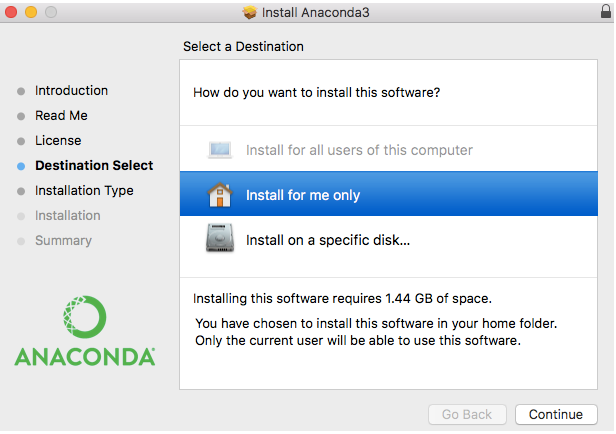 Install Anaconda3
Select a Destination
Introduction
Read Me
License
Destination Select
Installation Type
Installation
Summary
ANACONDA
How do you want to install this software?
Install for all users of this computer
Install for me only
Install on a specific disk...
Installing this software requires 1.44 GB of space.
You have chosen to install this software in your home folder.
Only the current user will be able to use this software.
Go Back
Continue